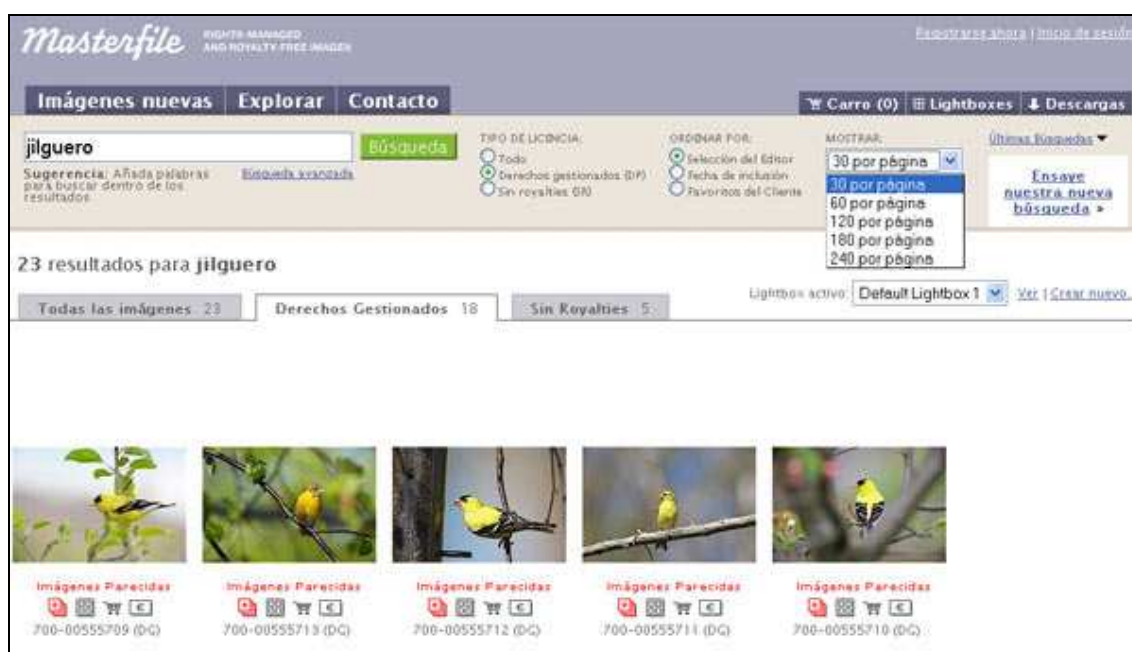 Masterfile
RIGHTS-MANAGED
AND ROYALTY-FREE IMAGES
Registrarse ahora | Inicio de sesión
Imágenes nuevas Explorar Contacto
Carro (0) Lightboxes Descargas
jilguero
Búsqueda
Sugerencia: Añada palabras
para buscar dentro de los
resultados
Búsqueda avanzada
TIPO DE LICENCIA:
Todo
Derechos gestionados (DP)
Sin royalties (SR)
ORDENAR POR:
Selección del Editor
Fecha de inclusión
Favoritos del Cliente
MOSTRAR:
30 por página
30 por página
60 por página
120 por página
180 por página
240 por página
Últimas Búsquedas
Ensaye
nuestra nueva
búsqueda »
23 resultados para jilguero
Lightbox activo: Default Lightbox 1 Ver | Crear nuevo..
Todas las imágenes 23 Derechos Gestionados 18 Sin Royalties 5
Imágenes Parecidas Imágenes Parecidas Imágenes Parecidas Imágenes Parecidas Imágenes Parecidas
700-00555709 (DG) 700-00555713 (DG) 700-00555712 (DG) 700-00555711 (DG) 700-00555710 (DG)